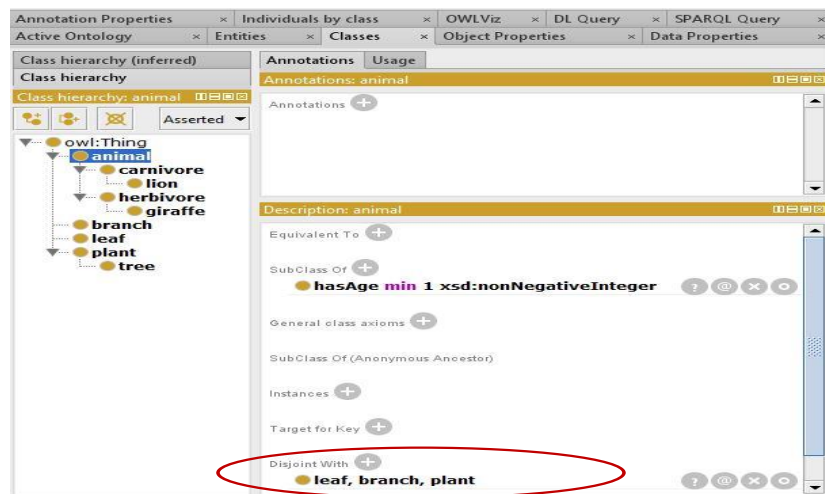 Annotation Properties × Individuals by class × OWLViz × DL Query × SPARQL Query ×
Active Ontology × Entities × Classes × Object Properties × Data Properties ×
Class hierarchy (inferred)
Class hierarchy
Class hierarchy: animal
Asserted
owl:Thing
animal
carnivore
lion
herbivore
giraffe
branch
leaf
plant
tree
Annotations Usage
Annotations: animal
Annotations
Description: animal
Equivalent To
SubClass Of
hasAge min 1 xsd:nonNegativeInteger
General class axioms
SubClass Of (Anonymous Ancestor)
Instances
Target for Key
Disjoint With
leaf, branch, plant